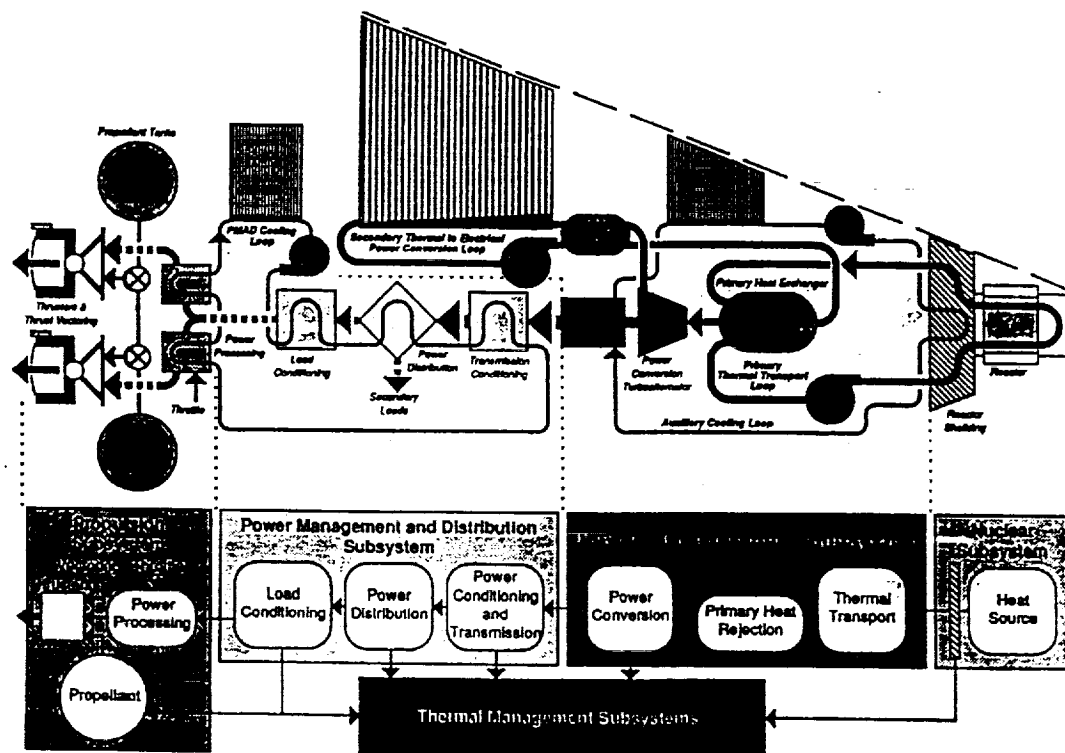 Propellant Tanks
PMAD Cooling
Loop
Secondary Thermal to Electrical
Power Conversion Loop
Primary Heat Exchanger
Thrusters &
Thrust Vectoring
Power
Processing
Load
Conditioning
Power
Distribution
Transmission
Conditioning
Power
Conversion
Turboalternator
Primary
Thermal Transport
Loop
Reactor
Throttle
Secondary
Loads
Auxiliary Cooling Loop
Reactor
Shielding
Propulsion
Subsystem
Power Management and Distribution
Subsystem
Nuclear
Subsystem
Power
Processing
Load
Conditioning
Power
Distribution
Power
Conditioning
and
Transmission
Power
Conversion
Primary Heat
Rejection
Thermal
Transport
Heat
Source
Propellant
Thermal Management Subsystems